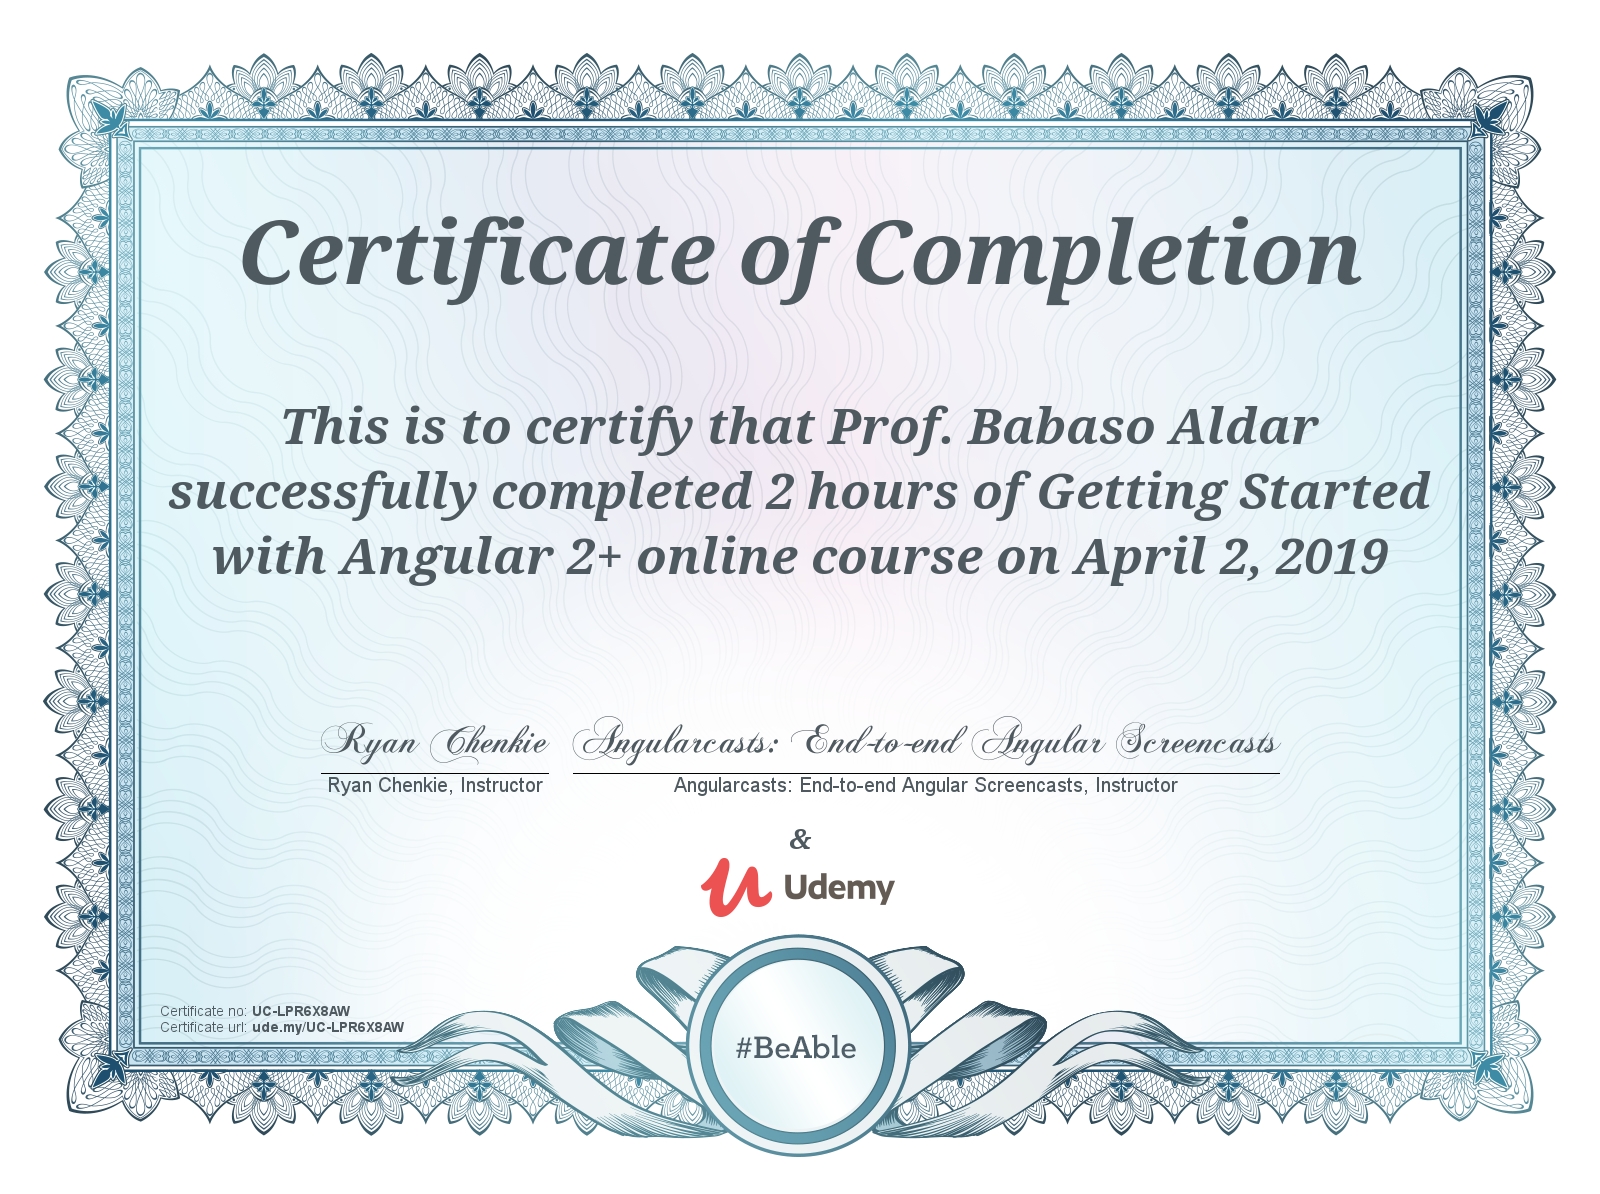 Certificate of Completion
This is to certify that Prof. Babaso Aldar
successfully completed 2 hours of Getting Started
with Angular 2+ online course on April 2, 2019
Ryan Chenkie
Angularcasts: End-to-end Angular Screencasts
Ryan Chenkie, Instructor
Angularcasts: End-to-end Angular Screencasts, Instructor
&
Udemy
Certificate no: UC-LPR6X8AW
Certificate url: ude.my/UC-LPR6X8AW
#BeAble